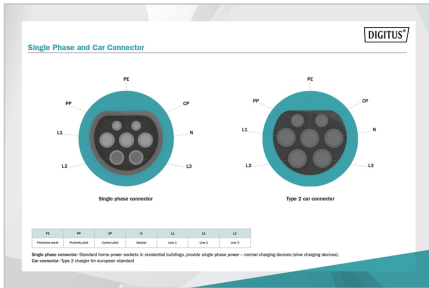 DIGITUS®
Single Phase and Car Connector
PE
PP
CP
L1
N
L2
L3
Single phase connector
PE
PP
CP
L1
N
L2
L3
Type 2 car connector
PE PP CP N L1 L2 L3
Protective earth Proximity pilot Control pilot Neutral Line 1 Line 2 Line 3
Single phase connector: Standard home power sockets in residential buildings, provide single phase power – normal charging devices (slow charging devices).
Car connector: Type 2 charger for european standard